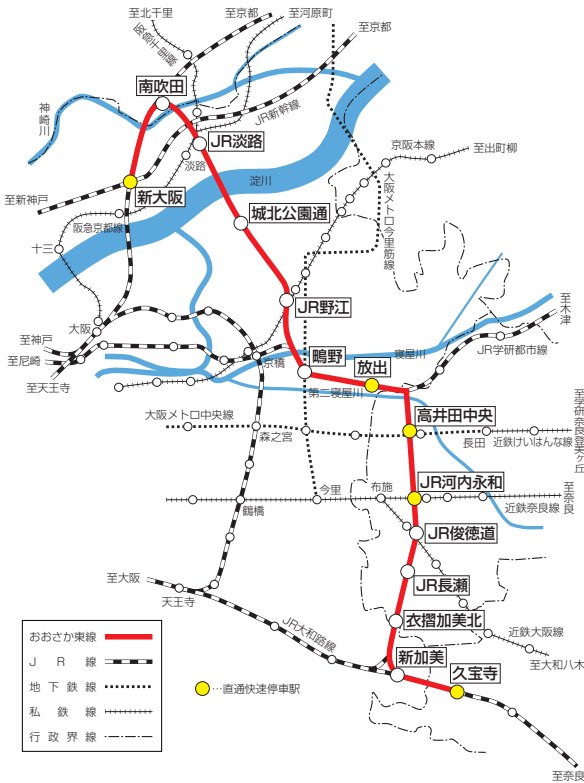 至北千里
至京都
至河原町
至京都
阪急千里線
南吹田
神崎川
JR新幹線
JR淡路
淡路
京阪本線
至出町柳
淀川
大阪メトロ今里筋線
至新神戸
新大阪
阪急京都線
城北公園通
十三
JR野江
至木津
大阪
至神戸
至尼崎
至天王寺
京橋
鴫野
放出
寝屋川
JR学研都市線
第二寝屋川
大阪メトロ中央線
森之宮
高井田中央
長田
近鉄けいはんな線
至学研奈良登美ヶ丘
今里
布施
JR河内永和
至奈良
近鉄奈良線
鶴橋
JR俊徳道
至大阪
天王寺
JR長瀬
JR大和路線
衣摺加美北
近鉄大阪線
至大和八木
新加美
久宝寺
至奈良
おおさか東線
JR線
地下鉄線
私鉄線
行政界線
…直通快速停車駅